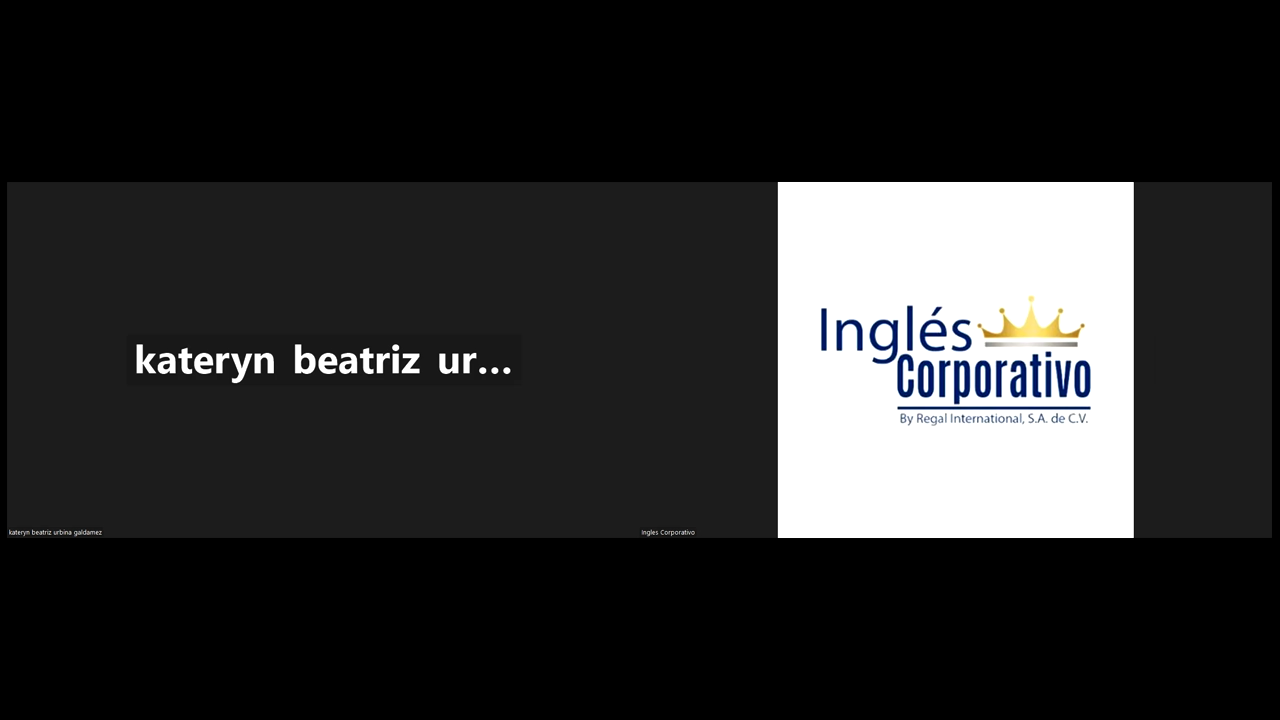 kateryn beatriz ur...
kateryn beatriz urbina galdamez
Inglés
Corporativo
By Regal International, S.A. de C.V.
Ingles Corporativo